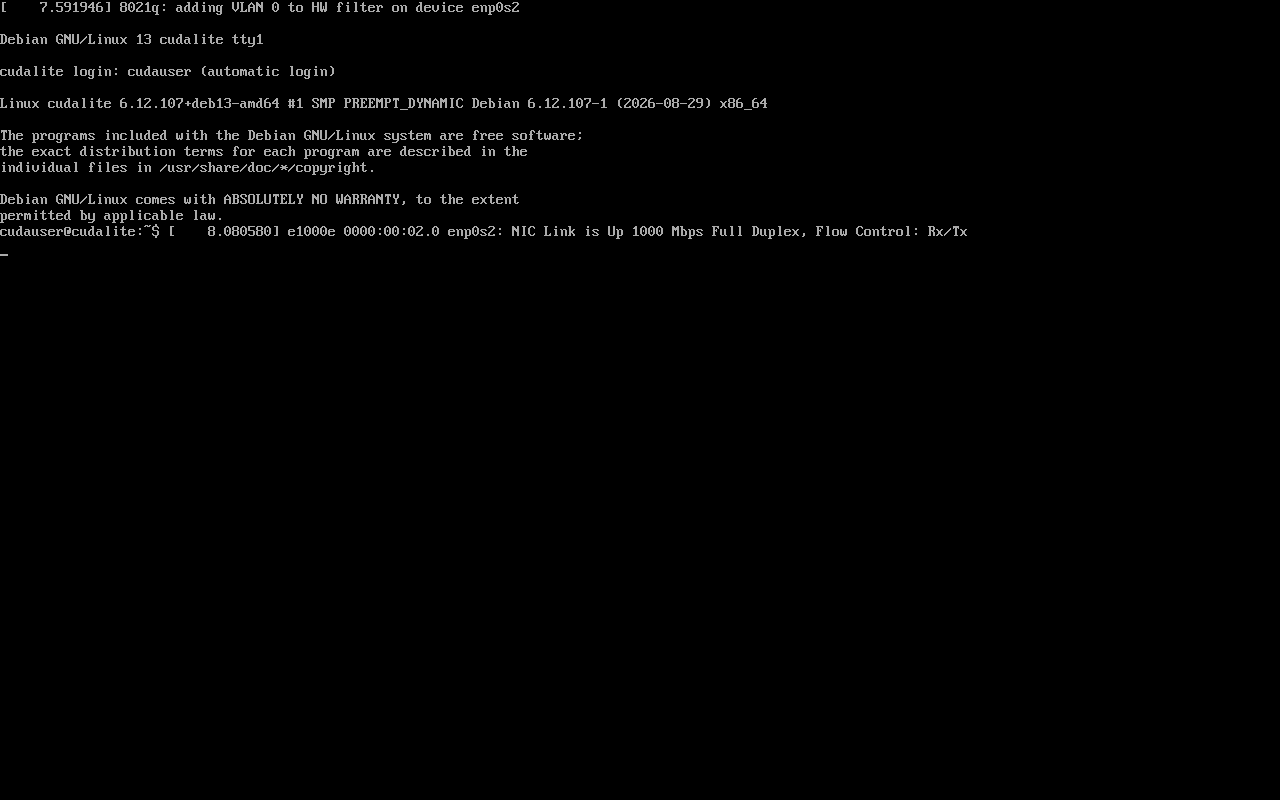 [    7.591946] 8021q: adding VLAN 0 to HW filter on device enp0s2
Debian GNU/Linux 13 cudalite tty1
cudalite login: cudauser (automatic login)
Linux cudalite 6.12.107+deb13-amd64 #1 SMP PREEMPT_DYNAMIC Debian 6.12.107-1 (2026-08-29) x86_64
The programs included with the Debian GNU/Linux system are free software;
the exact distribution terms for each program are described in the
individual files in /usr/share/doc/*/copyright.
Debian GNU/Linux comes with ABSOLUTELY NO WARRANTY, to the extent
permitted by applicable law.
cudauser@cudalite:~$ [    8.080580] e1000e 0000:00:02.0 enp0s2: NIC Link is Up 1000 Mbps Full Duplex, Flow Control: Rx/Tx